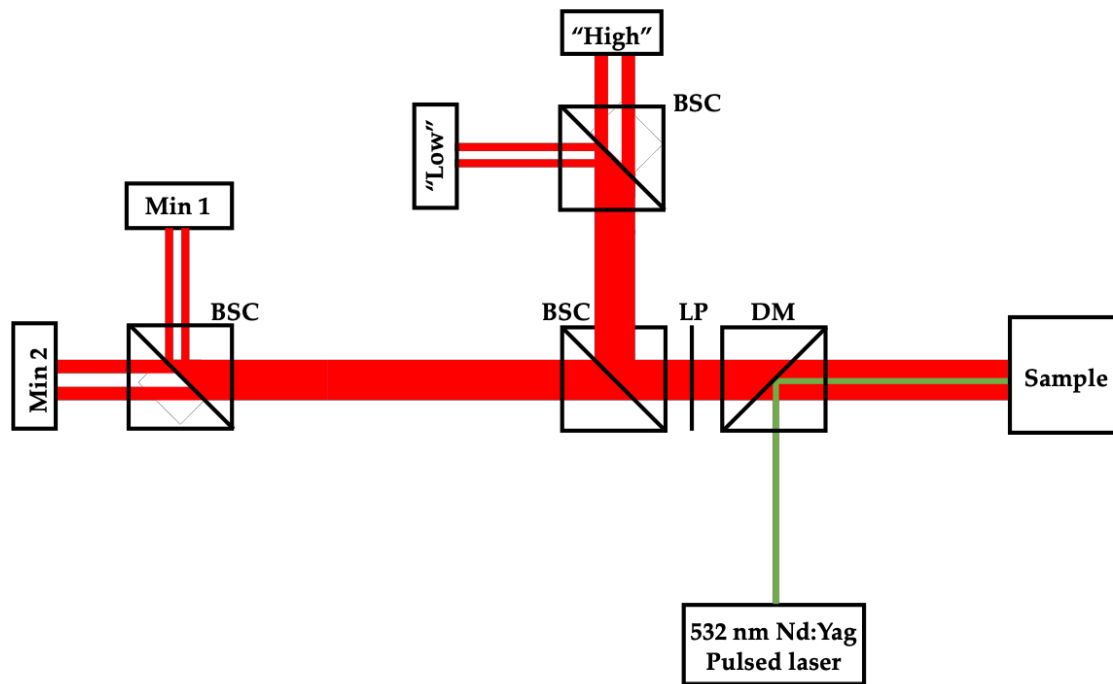 “High”
BSC
“Low”
Min 1
BSC
BSC
LP
DM
Min 2
Sample
532 nm Nd:Yag
Pulsed laser